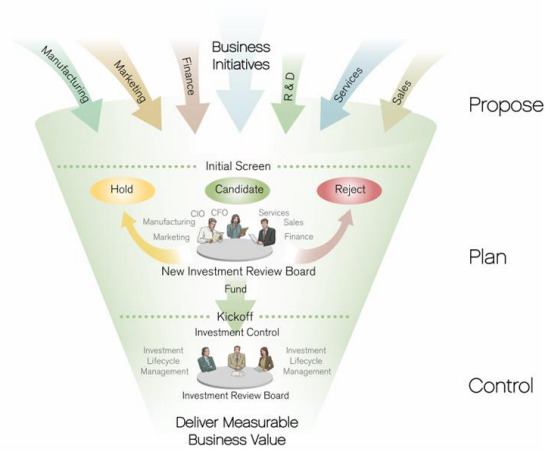 Business
Initiatives
Manufacturing
Marketing
Finance
R & D
Services
Sales
Propose
Initial Screen
Hold
Candidate
Reject
CIO CFO
Services
Manufacturing
Sales
Marketing
Finance
New Investment Review Board
Plan
Fund
Kickoff
Investment Control
Investment
Lifecycle
Management
Investment
Lifecycle
Management
Control
Investment Review Board
Deliver Measurable
Business Value